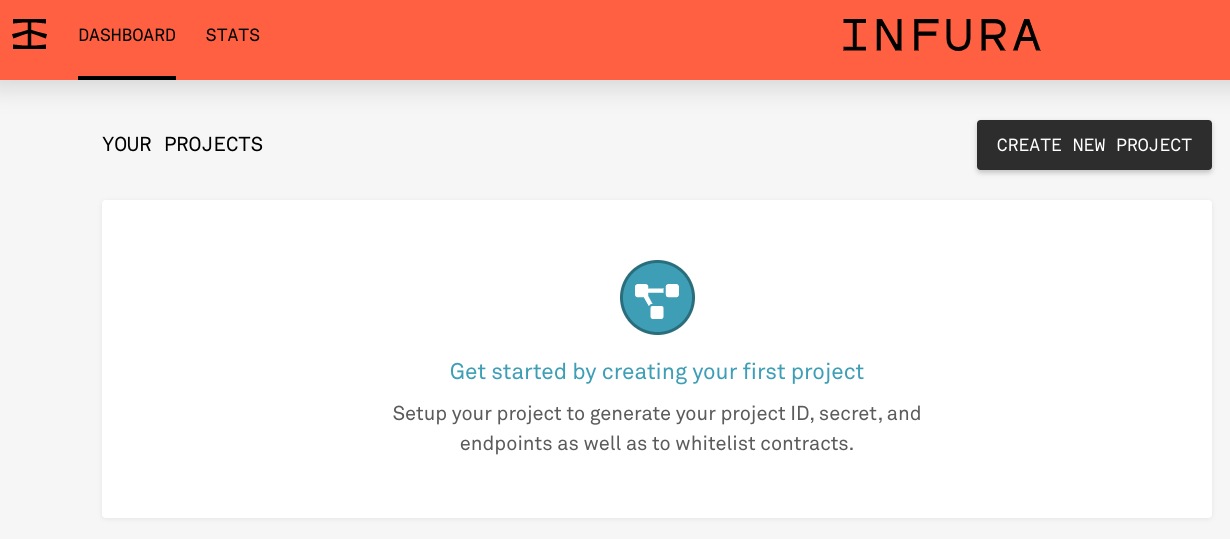 DASHBOARD STATS INFURA
YOUR PROJECTS CREATE NEW PROJECT
Get started by creating your first project
Setup your project to generate your project ID, secret, and
endpoints as well as to whitelist contracts.